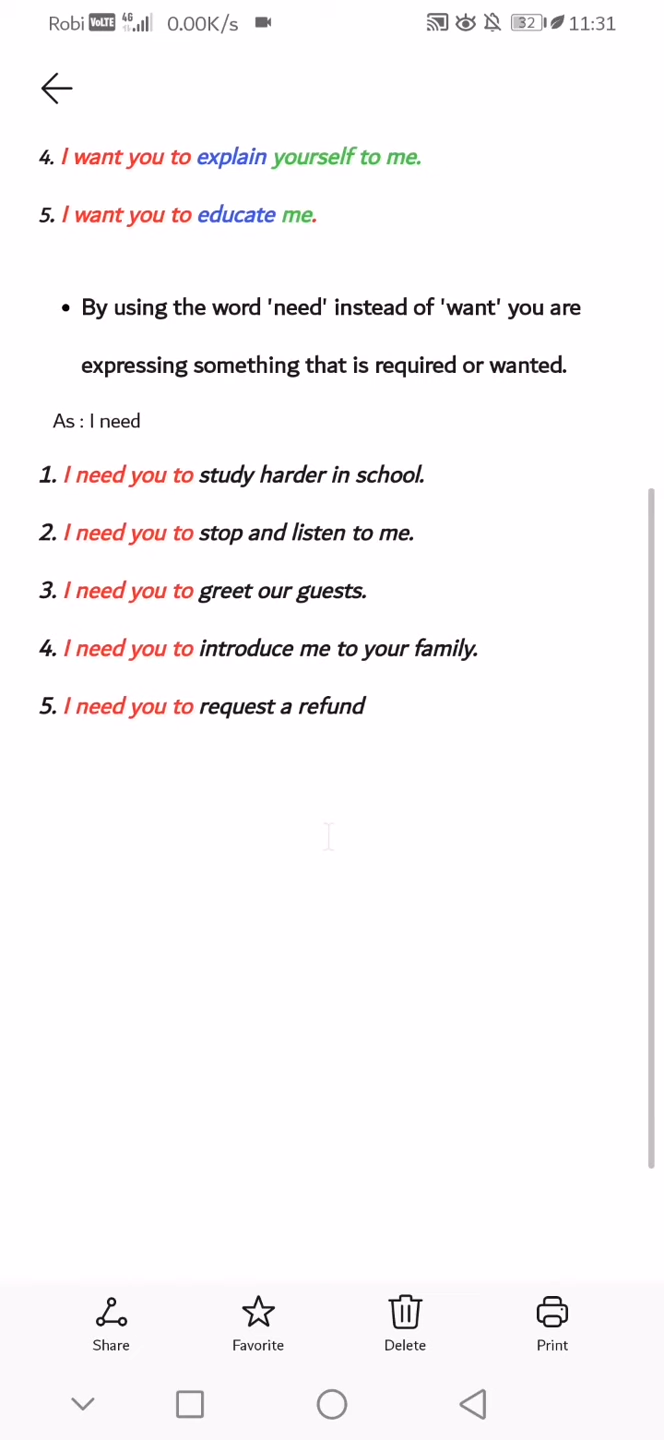 Robi VoLTE 4G 0.00K/s 32 11:31
4. I want you to explain yourself to me.
5. I want you to educate me.
• By using the word 'need' instead of 'want' you are
expressing something that is required or wanted.
As : I need
1. I need you to study harder in school.
2. I need you to stop and listen to me.
3. I need you to greet our guests.
4. I need you to introduce me to your family.
5. I need you to request a refund
Share Favorite Delete Print